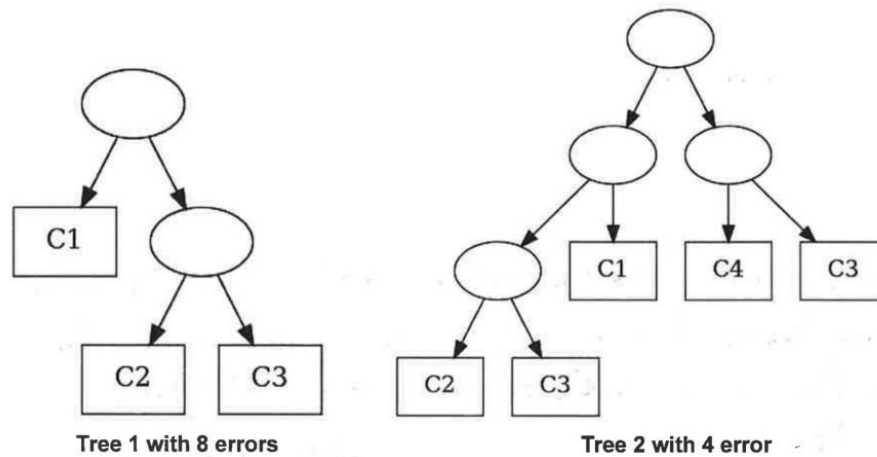 C1
C2
C3
Tree 1 with 8 errors
C1
C4
C3
C2
C3
Tree 2 with 4 error